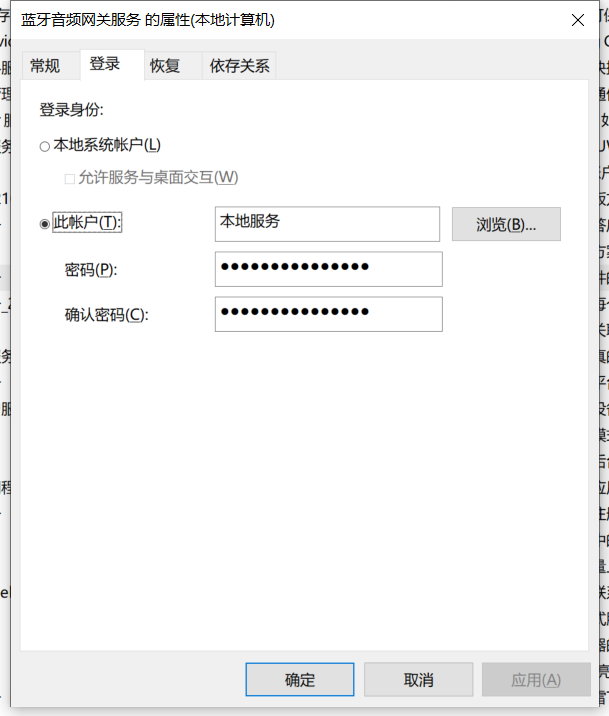 蓝牙音频网关服务 的属性(本地计算机)
常规 登录 恢复 依存关系
登录身份:
本地系统帐户(L)
允许服务与桌面交互(W)
此帐户(T): 本地服务 浏览(B)...
密码(P): ●●●●●●●●●●●●●●●
确认密码(C): ●●●●●●●●●●●●●●●
确定 取消 应用(A)